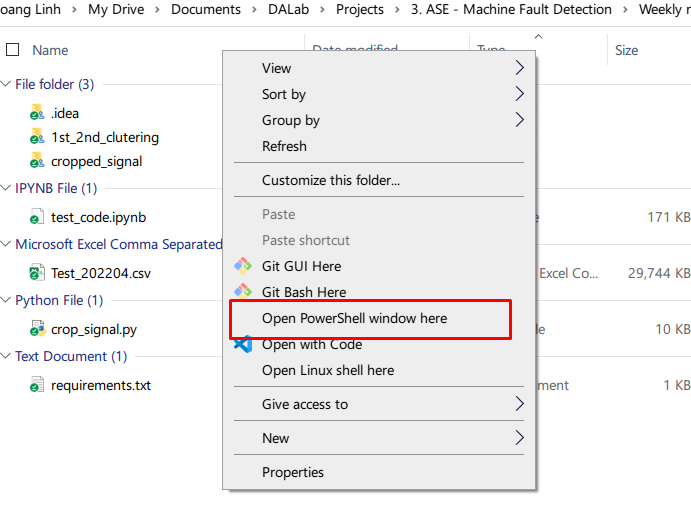 oang Linh > My Drive > Documents > DALab > Projects > 3. ASE - Machine Fault Detection > Weekly r
Name Date modified Type Size
File folder (3)
.idea
1st_2nd_clutering
cropped_signal
IPYNB File (1)
test_code.ipynb 171 KB
Microsoft Excel Comma Separated
Test_202204.csv Excel Co... 29,744 KB
Python File (1)
crop_signal.py 10 KB
Text Document (1)
requirements.txt ment 1 KB
View
Sort by
Group by
Refresh
Customize this folder...
Paste
Paste shortcut
Git GUI Here
Git Bash Here
Open PowerShell window here
Open with Code
Open Linux shell here
Give access to
New
Properties